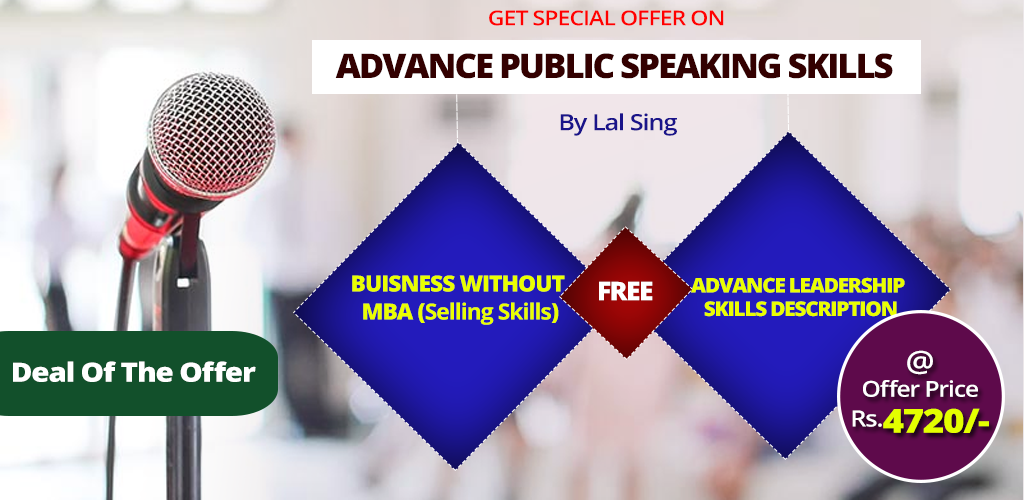 GET SPECIAL OFFER ON
ADVANCE PUBLIC SPEAKING SKILLS
By Lal Sing
BUISNESS WITHOUT
MBA (Selling Skills)
FREE
ADVANCE LEADERSHIP
SKILLS DESCRIPTION
Deal Of The Offer
@
Offer Price
Rs.4720/-